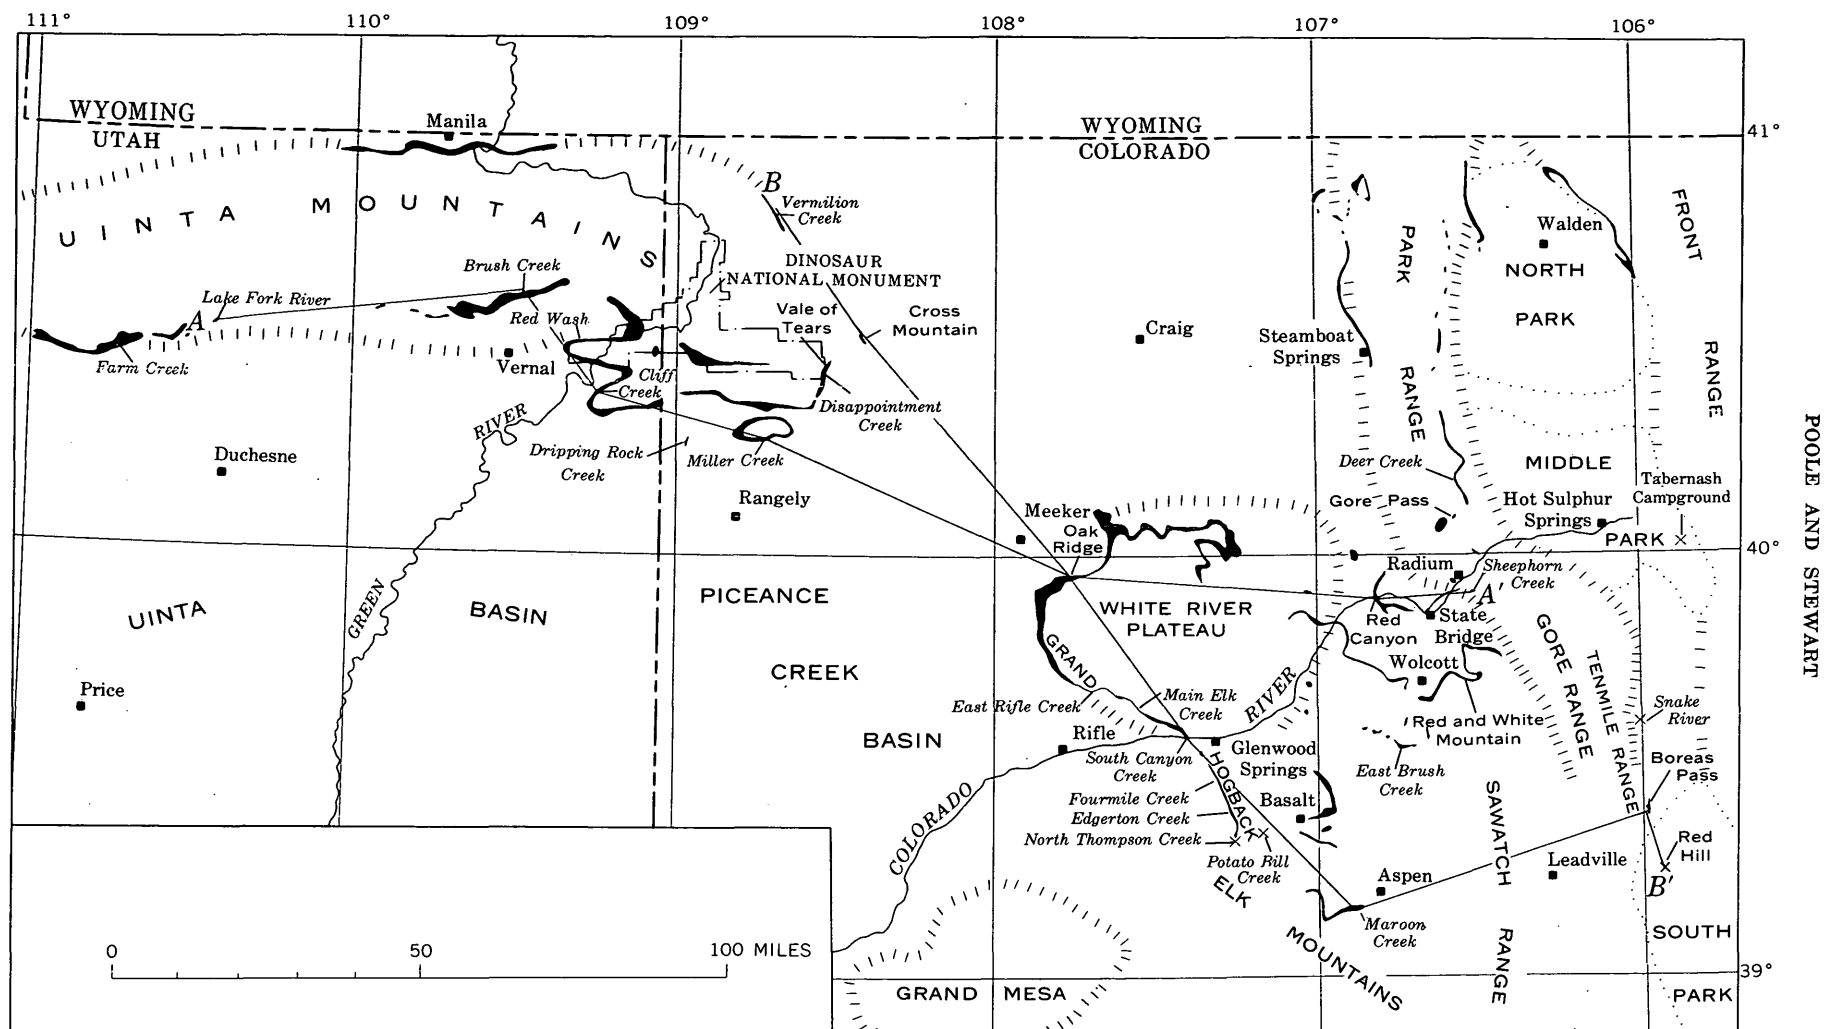 111°
110°
109°
108°
107°
106°
WYOMING
UTAH
Manila
WYOMING
COLORADO
41°
UINTA MOUNTAINS
B
Vermilion
Creek
DINOSAUR
NATIONAL MONUMENT
Brush Creek
Lake Fork River
A
Red Wash
Farm Creek
Vernal
Cliff
Creek
Vale of
Tears
Cross
Mountain
Disappointment
Creek
Craig
Steamboat
Springs
PARK
RANGE
Walden
NORTH
PARK
FRONT
RANGE
RIVER
Duchesne
Dripping Rock
Creek
Miller Creek
Rangely
Deer Creek
MIDDLE
Tabernash
Campground
Gore Pass
Hot Sulphur
Springs
PARK
40°
Meeker
Oak
Ridge
Radium
Sheephorn
Creek
A'
GREEN
UINTA
BASIN
PICEANCE
CREEK
BASIN
WHITE RIVER
PLATEAU
Red
Canyon
State
Bridge
Wolcott
GORE RANGE
TENMILE RANGE
GRAND
HOGBACK
Price
East Rifle Creek
Main Elk
Creek
RIVER
Snake
River
Red and White
Mountain
Rifle
Glenwood
Springs
South Canyon
Creek
East Brush
Creek
Boreas
Pass
Fourmile Creek
Edgerton Creek
North Thompson Creek
Basalt
COLORADO
SAWATCH
RANGE
Potato Bill
Creek
Red
Hill
Leadville
B'
Aspen
ELK
MOUNTAINS
Maroon
Creek
SOUTH
PARK
39°
GRAND MESA
0
50
100 MILES
POOLE AND STEWART